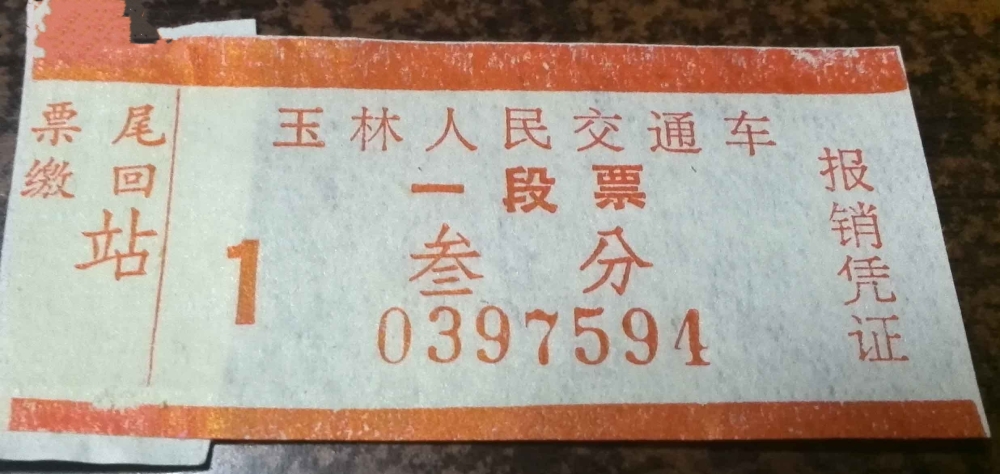 票尾
缴回
站
玉林人民交通车
一段票
1
叁分
0397594
报销凭证